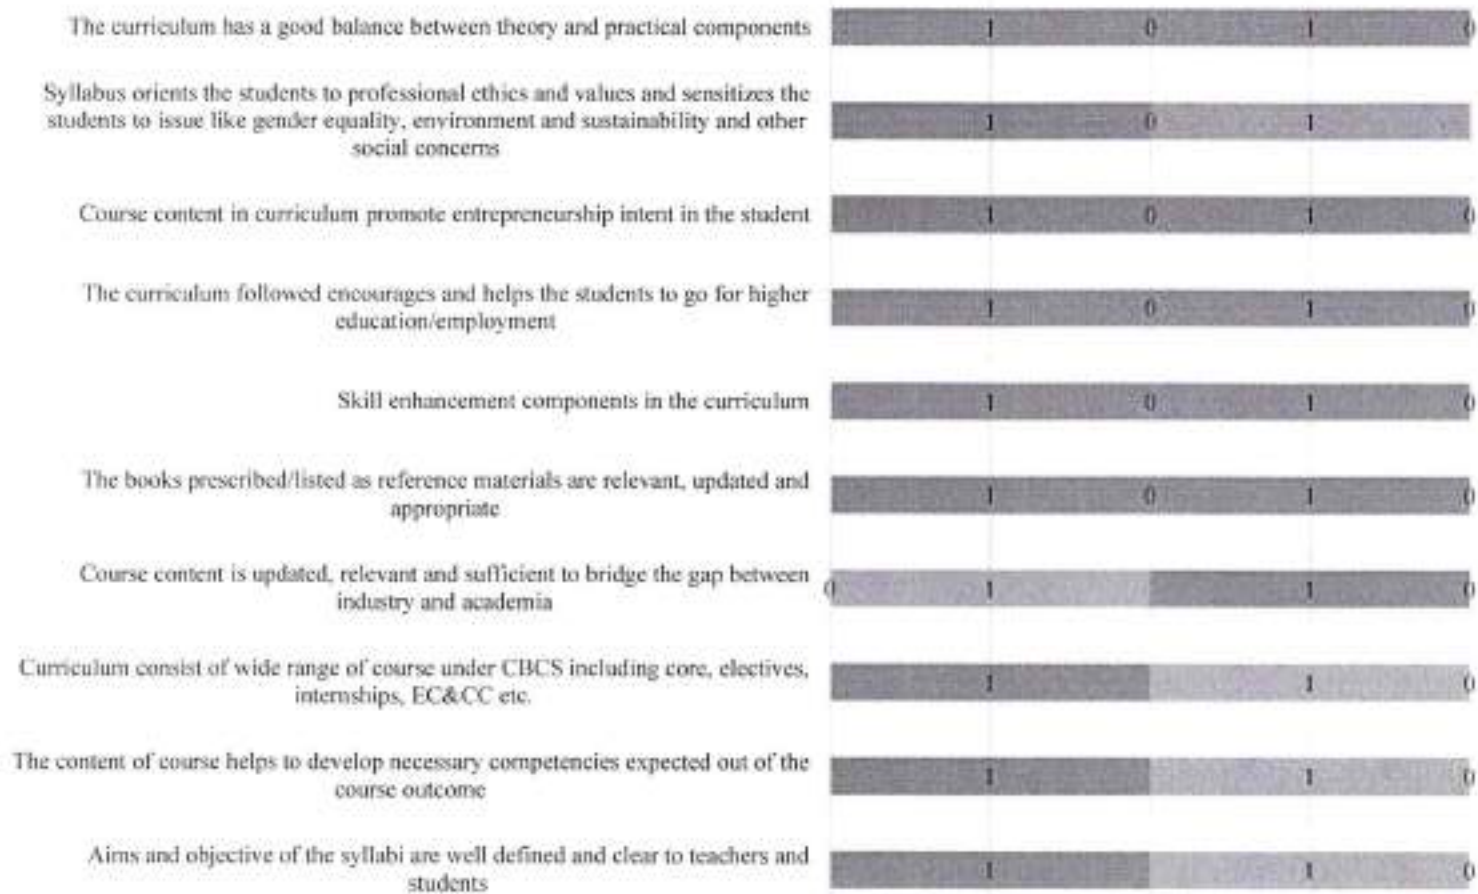 The curriculum has a good balance between theory and practical components
1 0 1 0
Syllabus orients the students to professional ethics and values and sensitizes the
students to issue like gender equality, environment and sustainability and other
social concerns
1 0 1
Course content in curriculum promote entrepreneurship intent in the student
1 0 1 0
The curriculum followed encourages and helps the students to go for higher
education/employment
1 0 1 0
Skill enhancement components in the curriculum
1 0 1 0
The books prescribed/listed as reference materials are relevant, updated and
appropriate
1 0 1 0
Course content is updated, relevant and sufficient to bridge the gap between
industry and academia
0 1 1 0
Curriculum consist of wide range of course under CBCS including core, electives,
internships, EC&CC etc.
1 1 0
The content of course helps to develop necessary competencies expected out of the
course outcome
1 1 0
Aims and objective of the syllabi are well defined and clear to teachers and
students
1 1 0